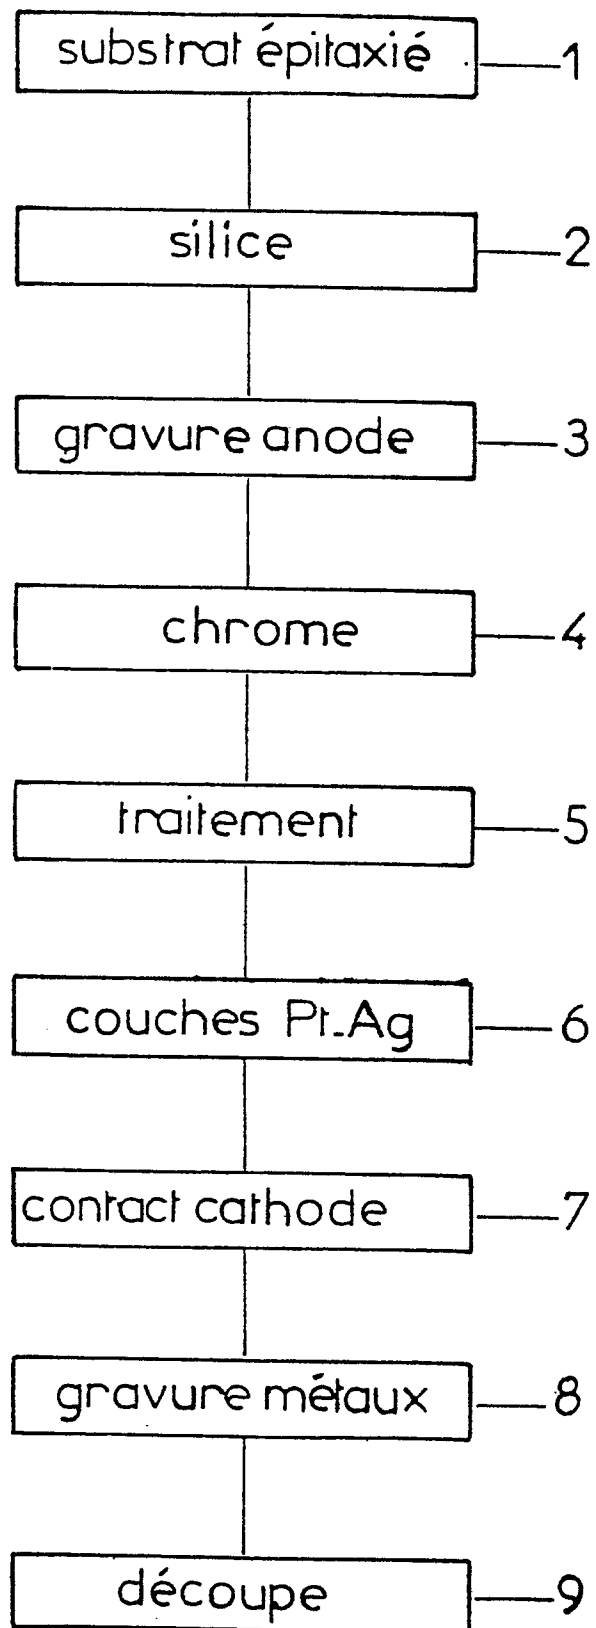 substrat épitaxié 1
silice 2
gravure anode 3
chrome 4
traitement 5
couches Pt-Ag 6
contact cathode 7
gravure métaux 8
découpe 9